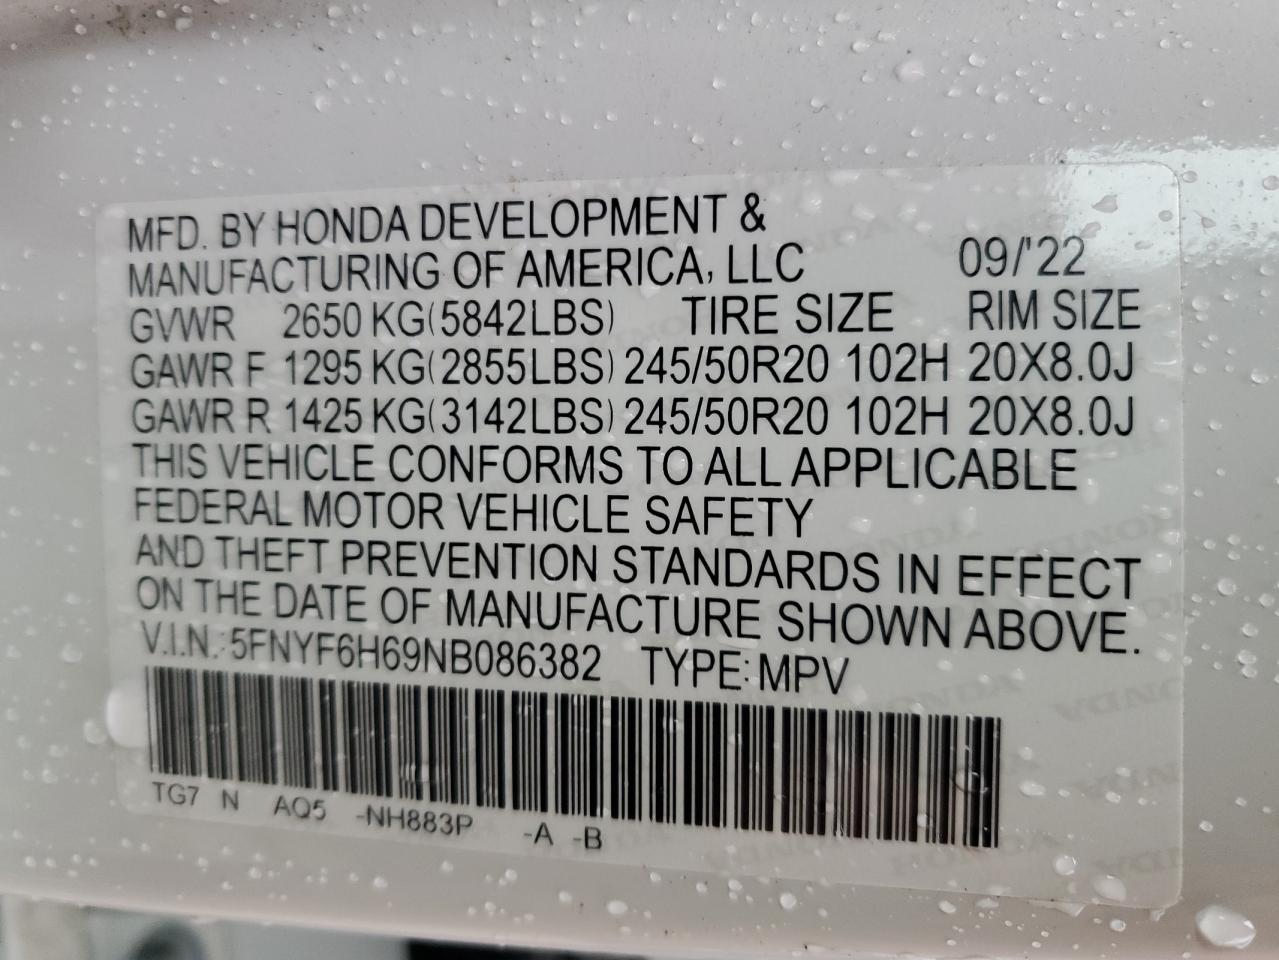 MFD. BY HONDA DEVELOPMENT &
MANUFACTURING OF AMERICA, LLC 09/'22
GVWR 2650 KG(5842LBS) TIRE SIZE RIM SIZE
GAWR F 1295 KG(2855LBS) 245/50R20 102H 20X8.0J
GAWR R 1425 KG(3142LBS) 245/50R20 102H 20X8.0J
THIS VEHICLE CONFORMS TO ALL APPLICABLE
FEDERAL MOTOR VEHICLE SAFETY
AND THEFT PREVENTION STANDARDS IN EFFECT
ON THE DATE OF MANUFACTURE SHOWN ABOVE.
V.I.N.: 5FNYF6H69NB086382 TYPE: MPV
TG7 N AQ5 -NH883P -A -B